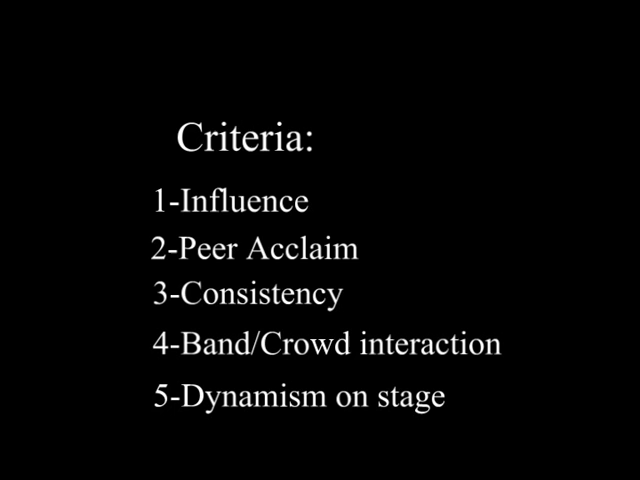 Criteria:
1-Influence
2-Peer Acclaim
3-Consistency
4-Band/Crowd interaction
5-Dynamism on stage